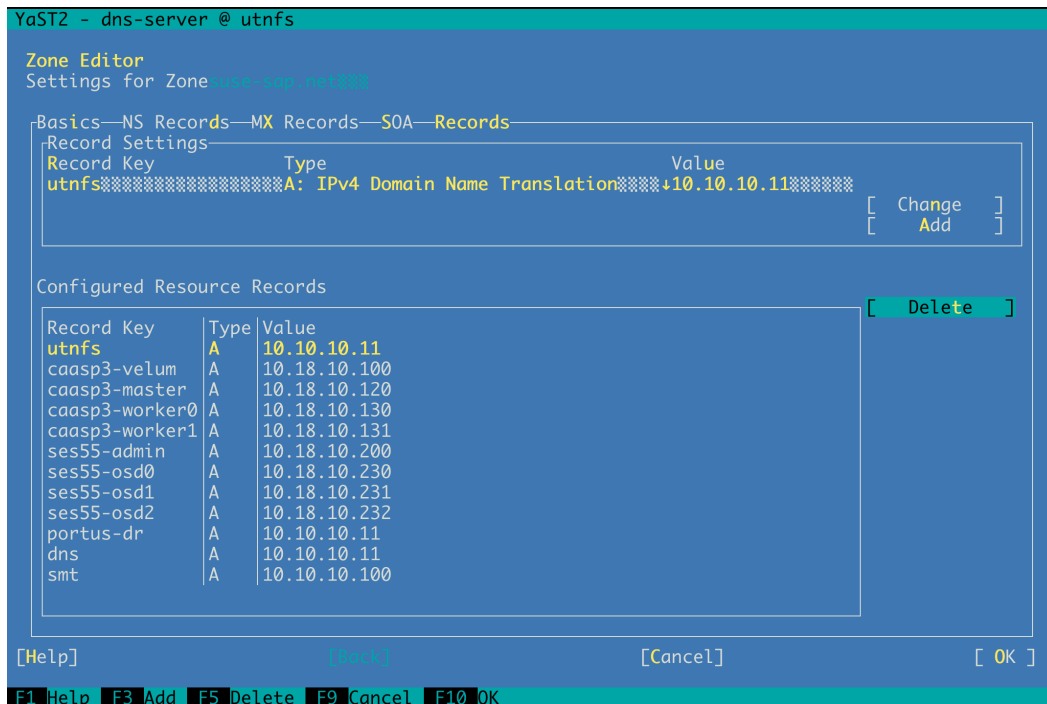 YaST2 - dns-server @ utnfs
Zone Editor
Settings for Zone suse-sap.net
Basics NS Records MX Records SOA Records
Record Settings
Record Key Type Value
utnfs A: IPv4 Domain Name Translation ↓ 10.10.10.11
[ Change ]
[ Add ]
Configured Resource Records
[ Delete ]
Record Key Type Value
utnfs A 10.10.10.11
caasp3-velum A 10.18.10.100
caasp3-master A 10.18.10.120
caasp3-worker0 A 10.18.10.130
caasp3-worker1 A 10.18.10.131
ses55-admin A 10.18.10.200
ses55-osd0 A 10.18.10.230
ses55-osd1 A 10.18.10.231
ses55-osd2 A 10.18.10.232
portus-dr A 10.10.10.11
dns A 10.10.10.11
smt A 10.10.10.100
[Help] [Back] [Cancel] [ OK ]
F1 Help F3 Add F5 Delete F9 Cancel F10 OK